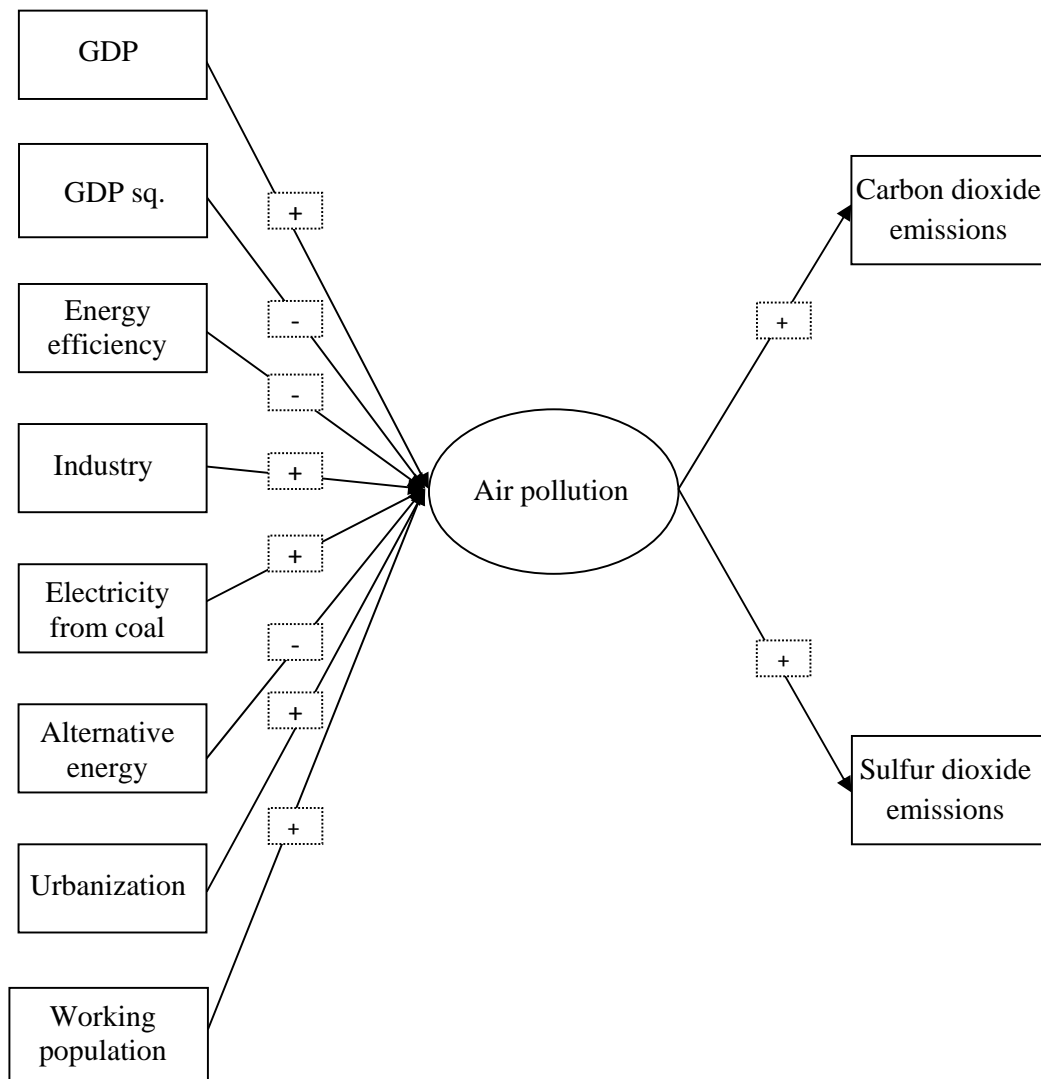 GDP
+
GDP sq.
-
Energy
efficiency
-
Industry
+
Electricity
from coal
+
Alternative
energy
-
Urbanization
+
Working
population
+
Air pollution
+
Carbon dioxide
emissions
+
Sulfur dioxide
emissions